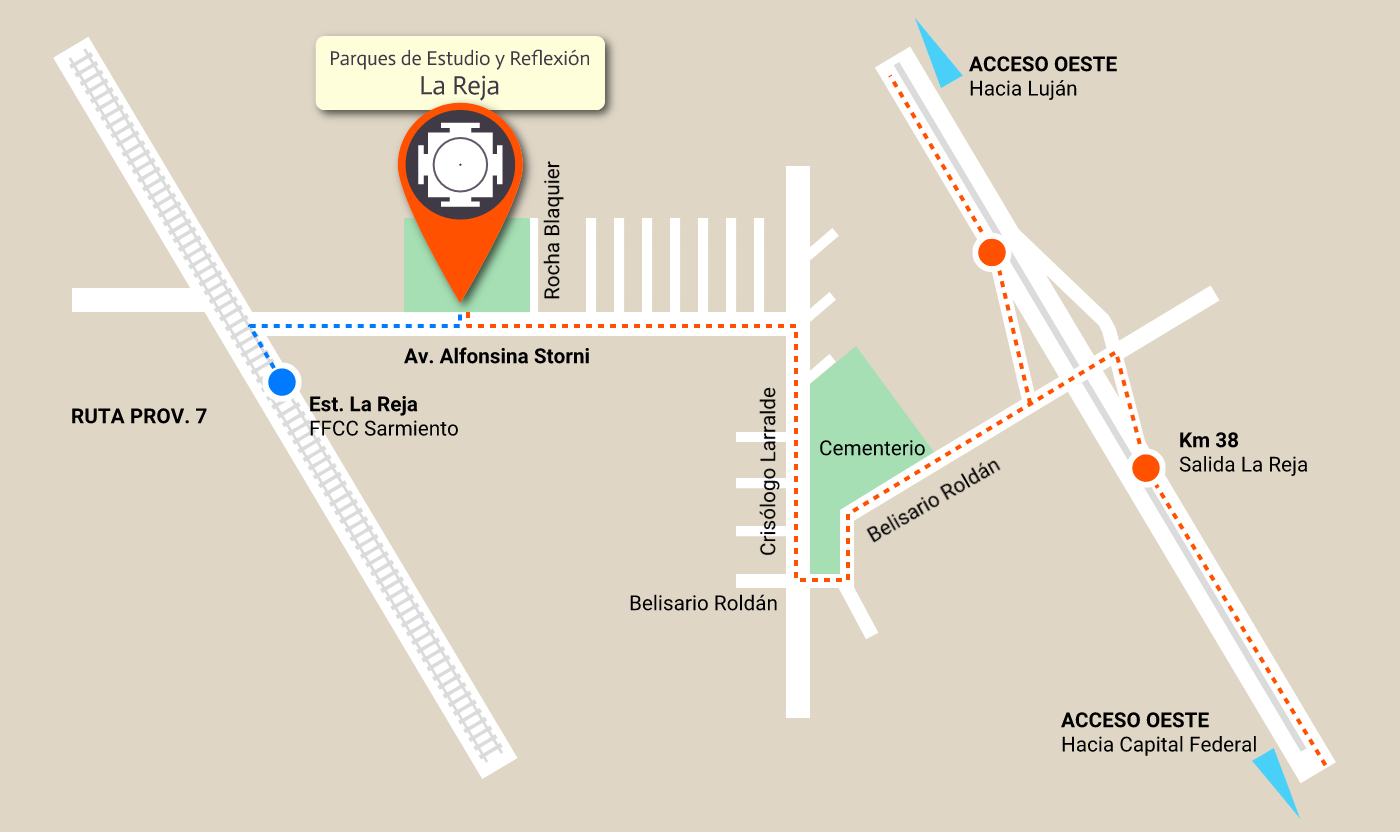 Parques de Estudio y Reflexión
La Reja
ACCESO OESTE
Hacia Luján
Rocha Blaquier
Av. Alfonsina Storni
Est. La Reja
FFCC Sarmiento
RUTA PROV. 7
Crisólogo Larralde
Cementerio
Belisario Roldán
Km 38
Salida La Reja
Belisario Roldán
ACCESO OESTE
Hacia Capital Federal